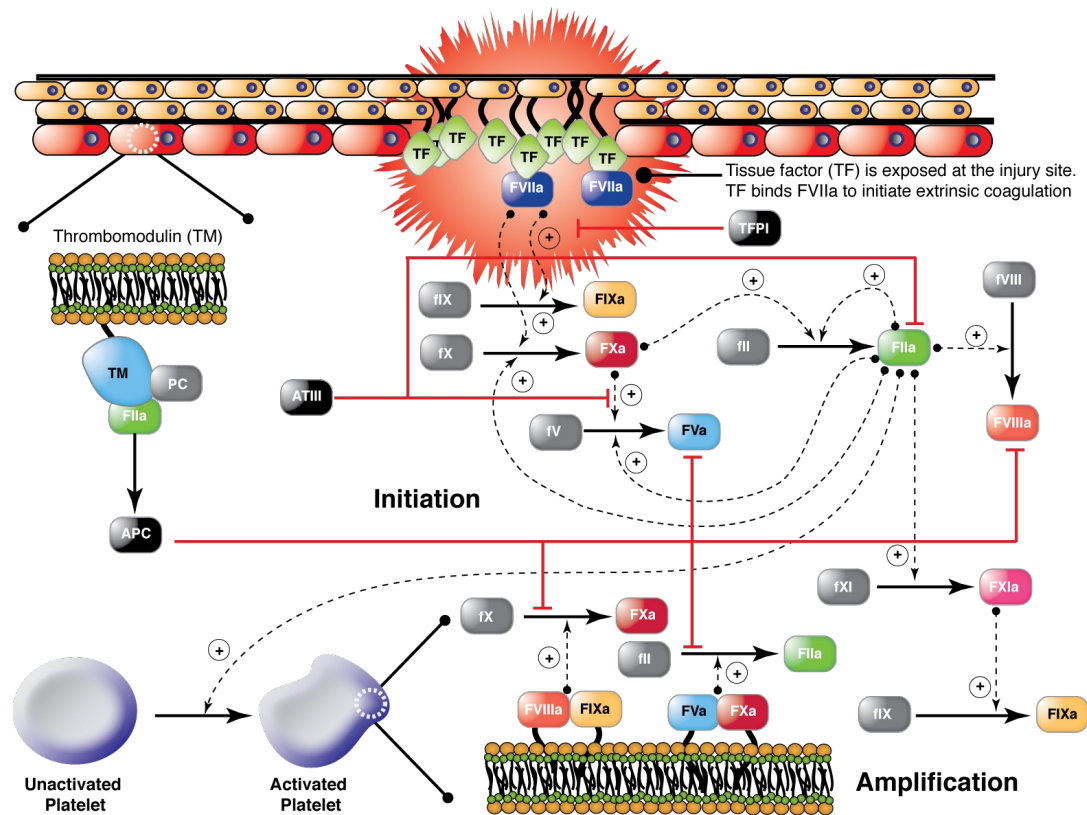 TF
TF
TF
TF
TF
TF
TF
TF
FVIIa
FVIIa
Tissue factor (TF) is exposed at the injury site.
TF binds FVIIa to initiate extrinsic coagulation
Thrombomodulin (TM)
TFPI
+
fIX
FIXa
+
fX
FXa
+
+
fII
+
FIIa
+
fVIII
FVIIIa
TM
PC
FIIa
ATIII
+
fV
FVa
+
Initiation
APC
+
fXI
FXIa
fX
FXa
fII
FIIa
+
+
+
+
FVIIIa
FIXa
FVa
FXa
fIX
FIXa
Unactivated
Platelet
Activated
Platelet
Amplification